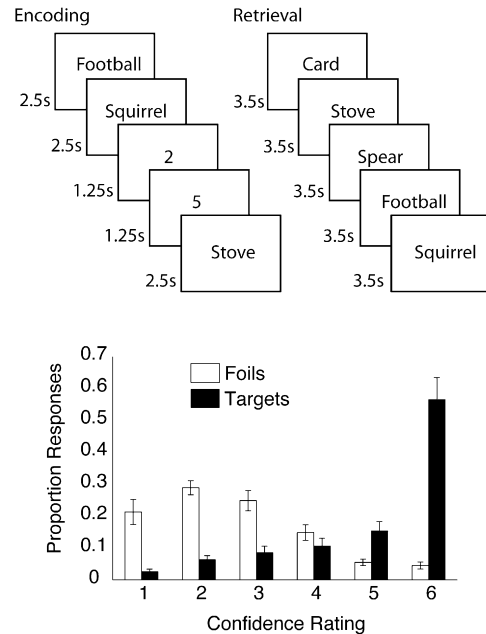 Encoding
Football
2.5s
Squirrel
2.5s
2
1.25s
5
1.25s
Stove
2.5s
Retrieval
Card
3.5s
Stove
3.5s
Spear
3.5s
Football
3.5s
Squirrel
3.5s
Proportion Responses
0.7
0.6
0.5
0.4
0.3
0.2
0.1
0
Foils
Targets
1 2 3 4 5 6
Confidence Rating